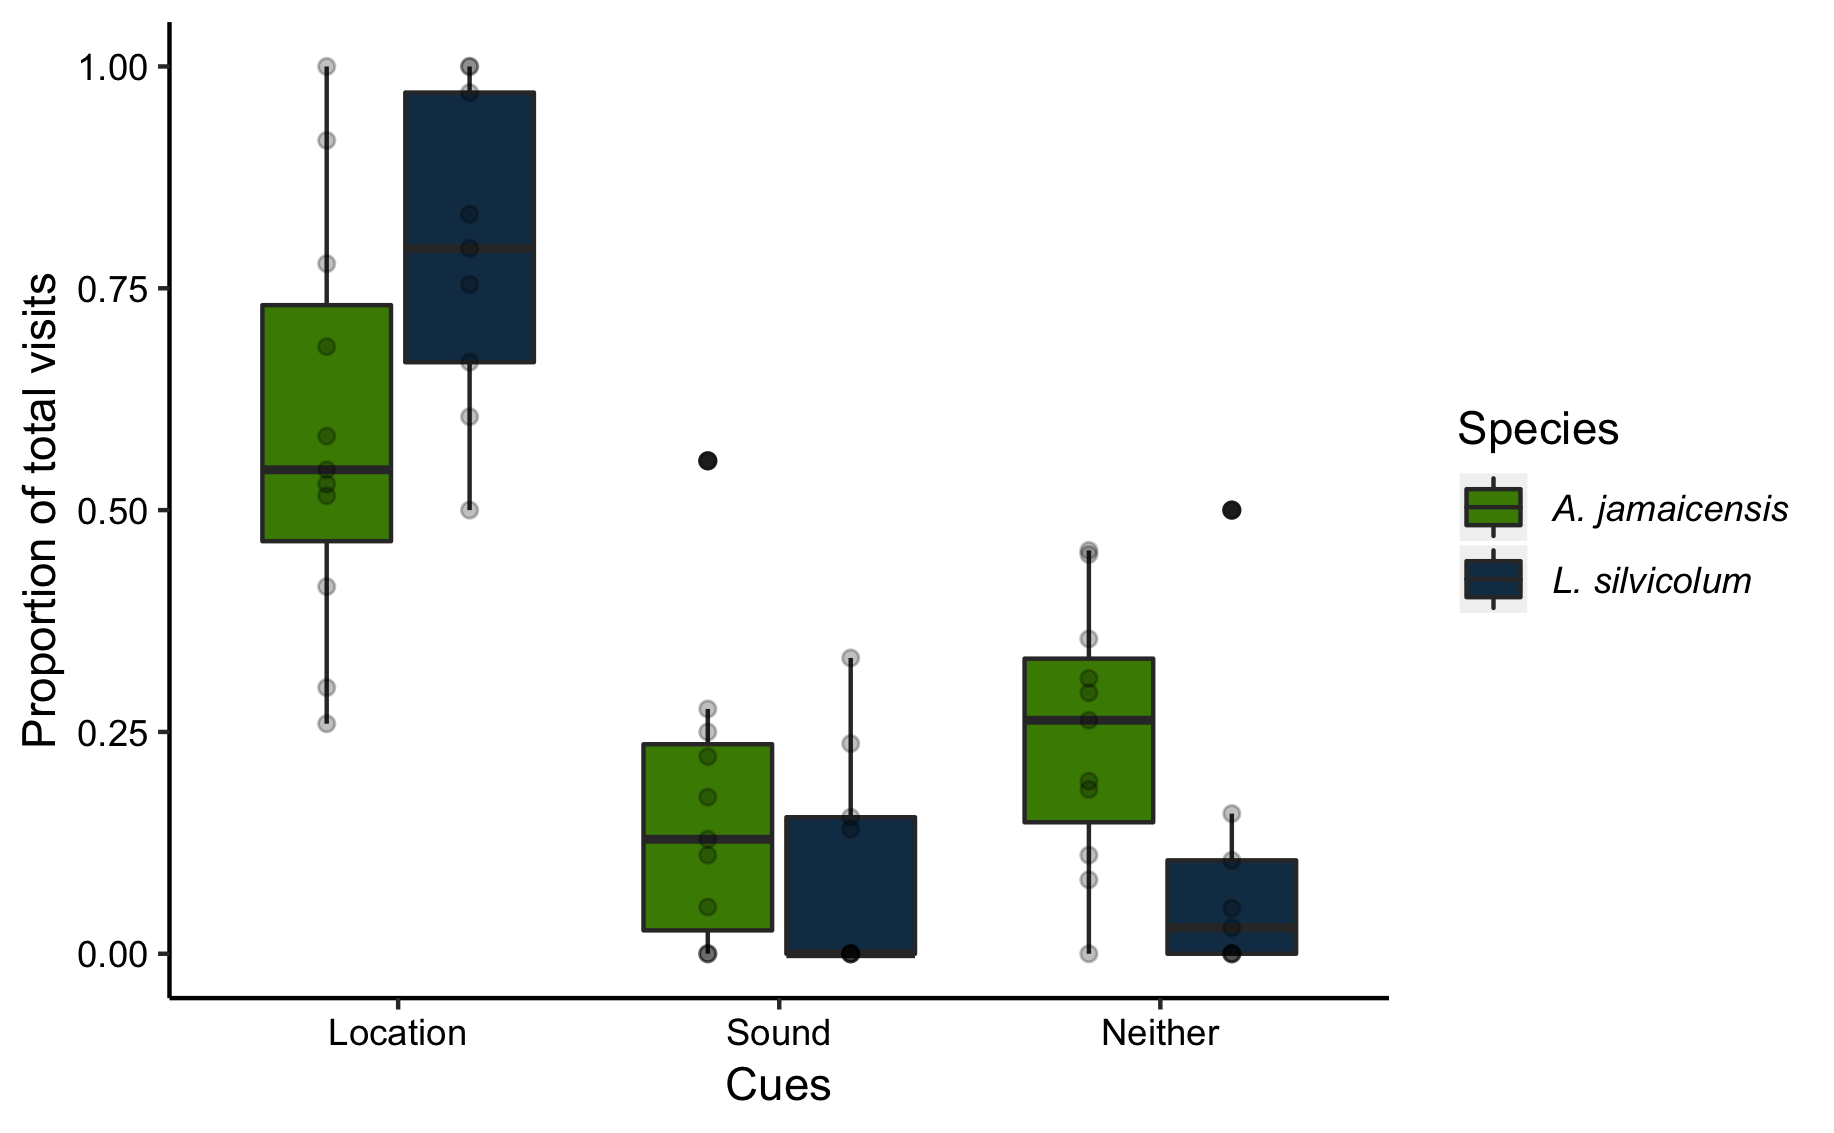 Proportion of total visits
1.00
0.75
0.50
0.25
0.00
Location
Sound
Neither
Cues
Species
A. jamaicensis
L. silvicolum